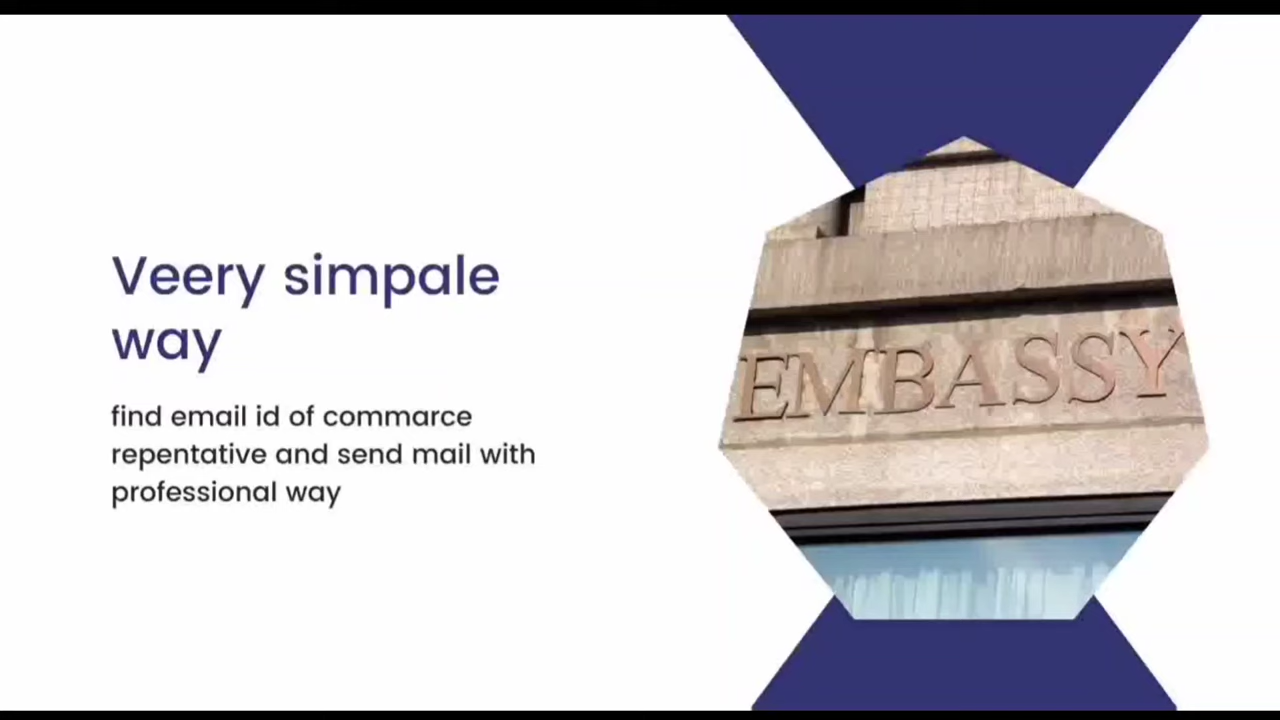 Veery simpale
way
find email id of commarce
repentative and send mail with
professional way
EMBASSY